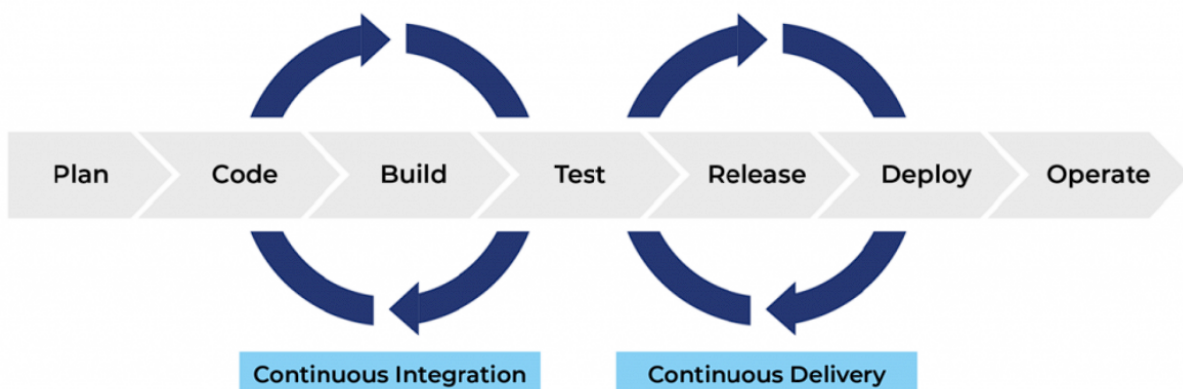 Plan
Code
Build
Test
Release
Deploy
Operate
Continuous Integration
Continuous Delivery